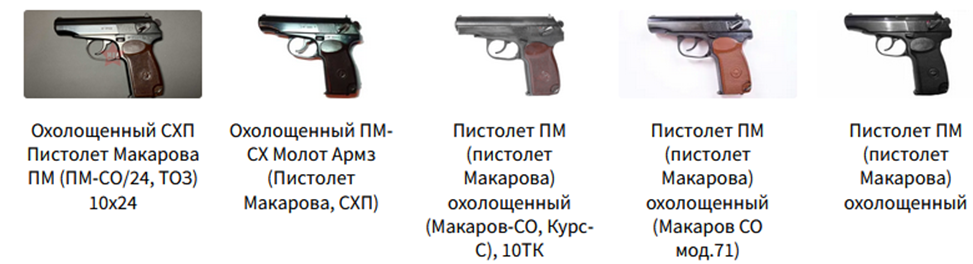 Охолощенный СХП
Пистолет Макарова
ПМ (ПМ-СО/24, ТОЗ)
10х24
Охолощенный ПМ-
СХ Молот Армз
(Пистолет
Макарова, СХП)
Пистолет ПМ
(пистолет
Макарова)
охолощенный
(Макаров-СО, Курс-
С), 10ТК
Пистолет ПМ
(пистолет
Макарова)
охолощенный
(Макаров СО
мод.71)
Пистолет ПМ
(пистолет
Макарова)
охолощенный